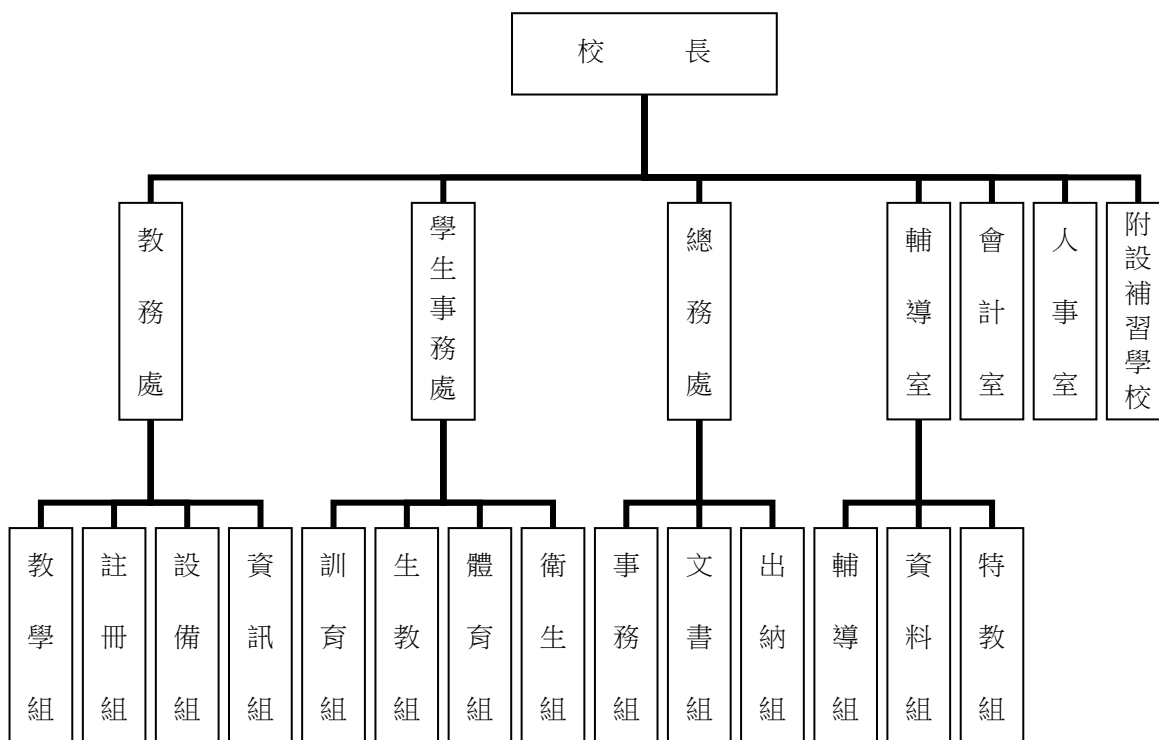 校長
教務處
學生事務處
總務處
輔導室
會計室
人事室
附設補習學校
教學組
註冊組
設備組
資訊組
訓育組
生教組
體育組
衛生組
事務組
文書組
出納組
輔導組
資料組
特教組